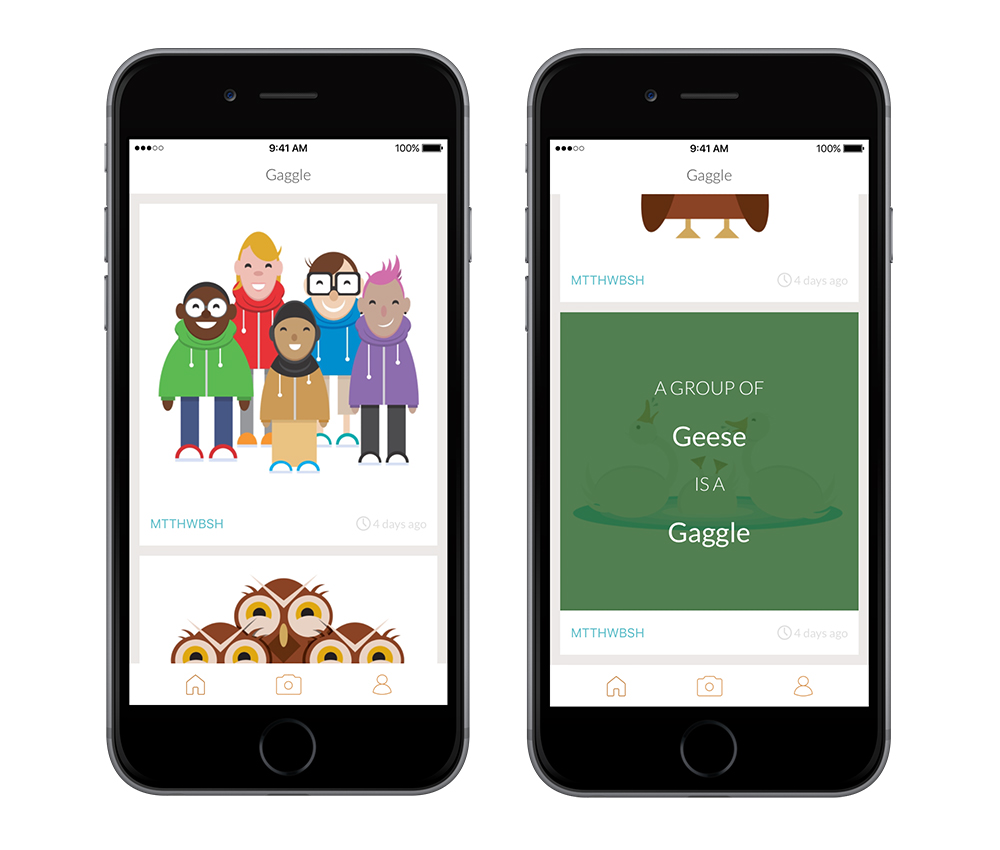 9:41 AM
100%
Gaggle
MTTHWBSH
4 days ago
9:41 AM
100%
Gaggle
MTTHWBSH
4 days ago
A GROUP OF
Geese
IS A
Gaggle
MTTHWBSH
4 days ago